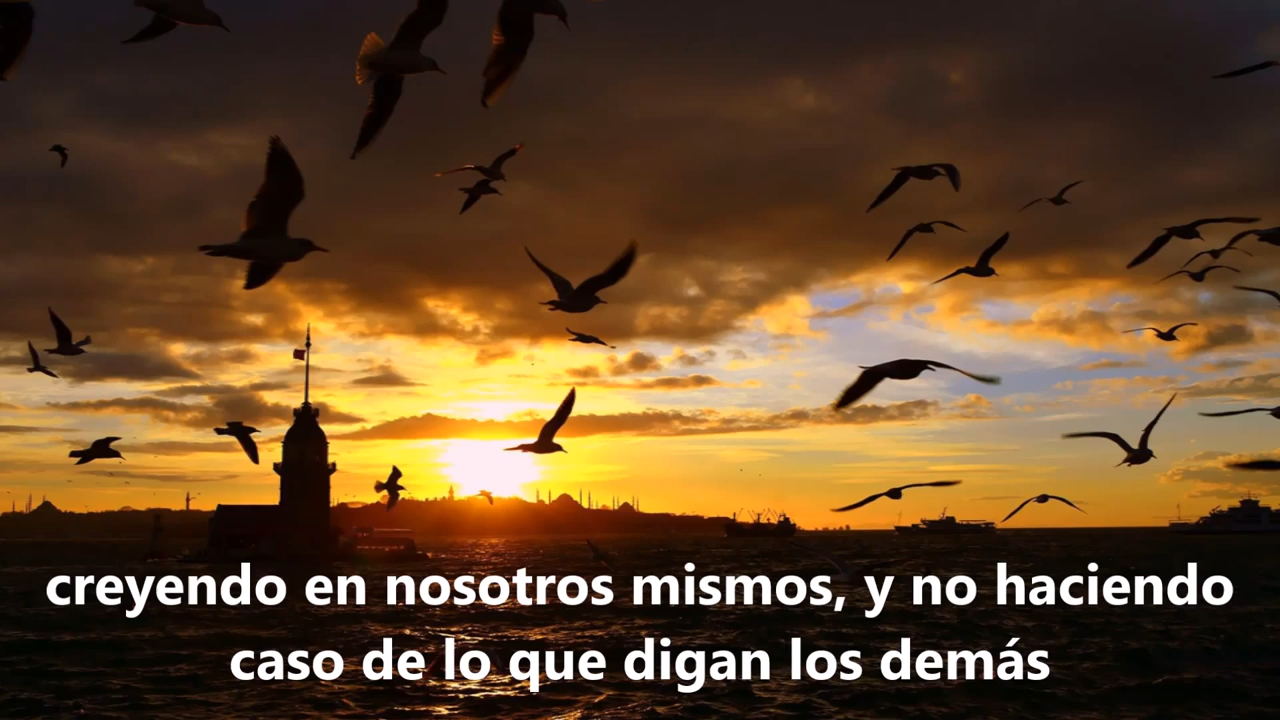 creyendo en nosotros mismos, y no haciendo
caso de lo que digan los demás